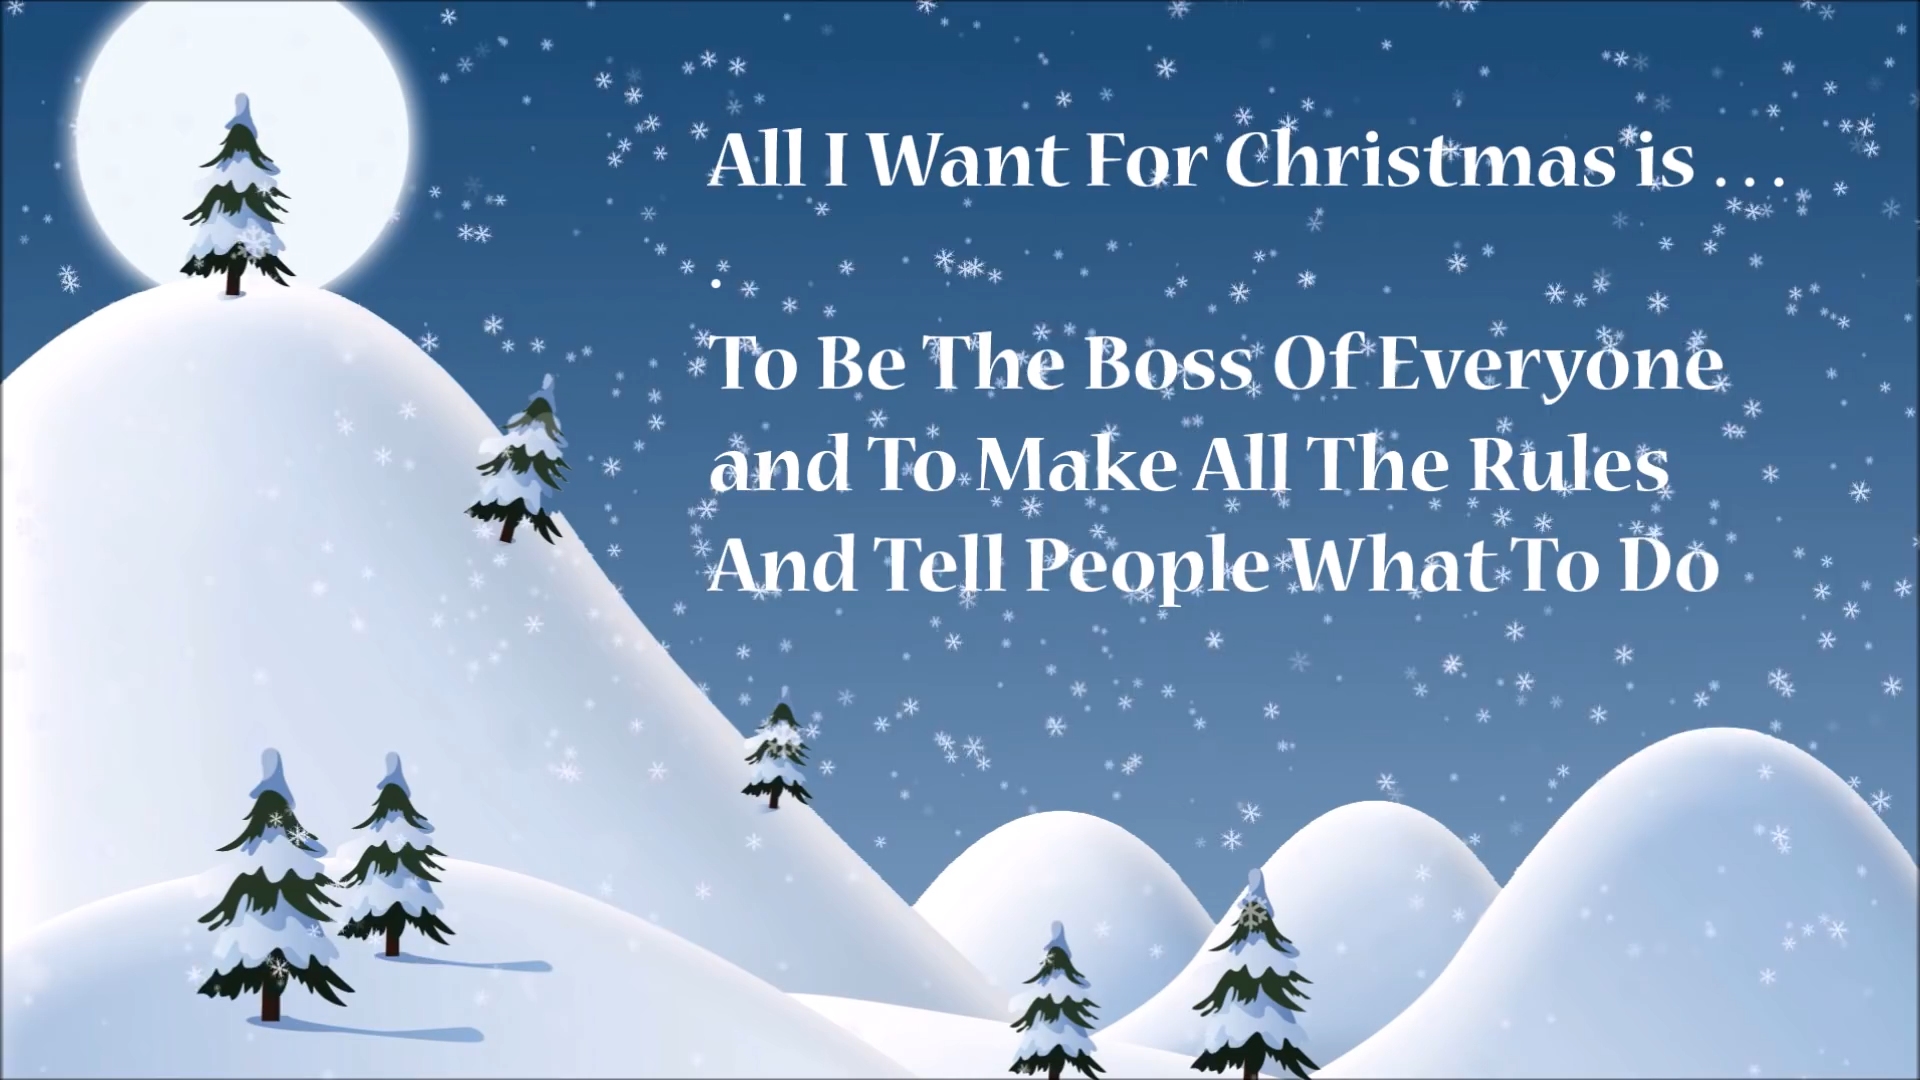 All I Want For Christmas is . . .
.
To Be The Boss Of Everyone
and To Make All The Rules
And Tell People What To Do